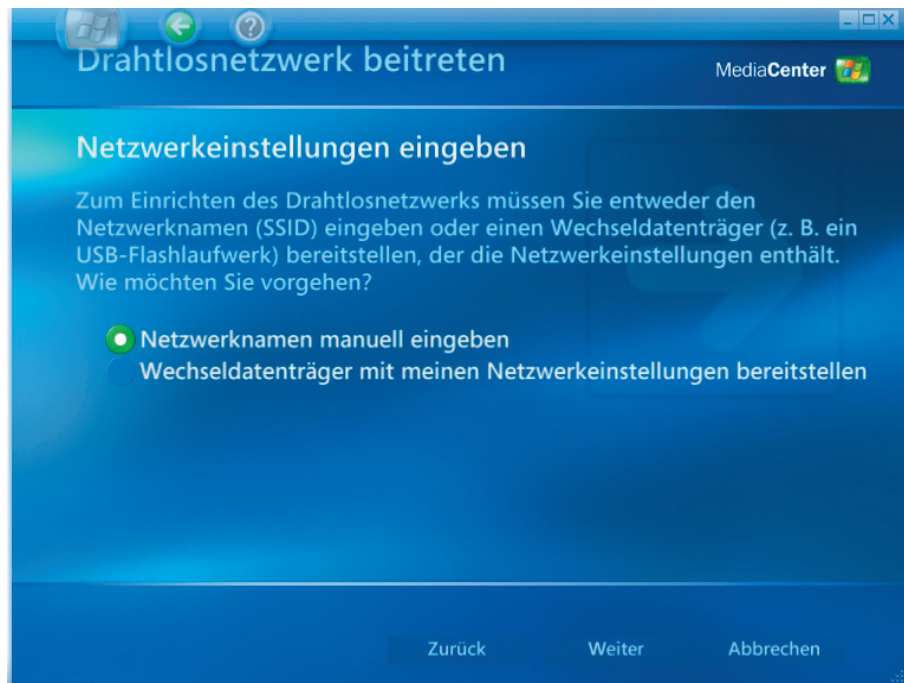 Drahtlosnetzwerk beitreten
MediaCenter
Netzwerkeinstellungen eingeben
Zum Einrichten des Drahtlosnetzwerks müssen Sie entweder den
Netzwerknamen (SSID) eingeben oder einen Wechseldatenträger (z. B. ein
USB-Flashlaufwerk) bereitstellen, der die Netzwerkeinstellungen enthält.
Wie möchten Sie vorgehen?
Netzwerknamen manuell eingeben
Wechseldatenträger mit meinen Netzwerkeinstellungen bereitstellen
Zurück Weiter Abbrechen